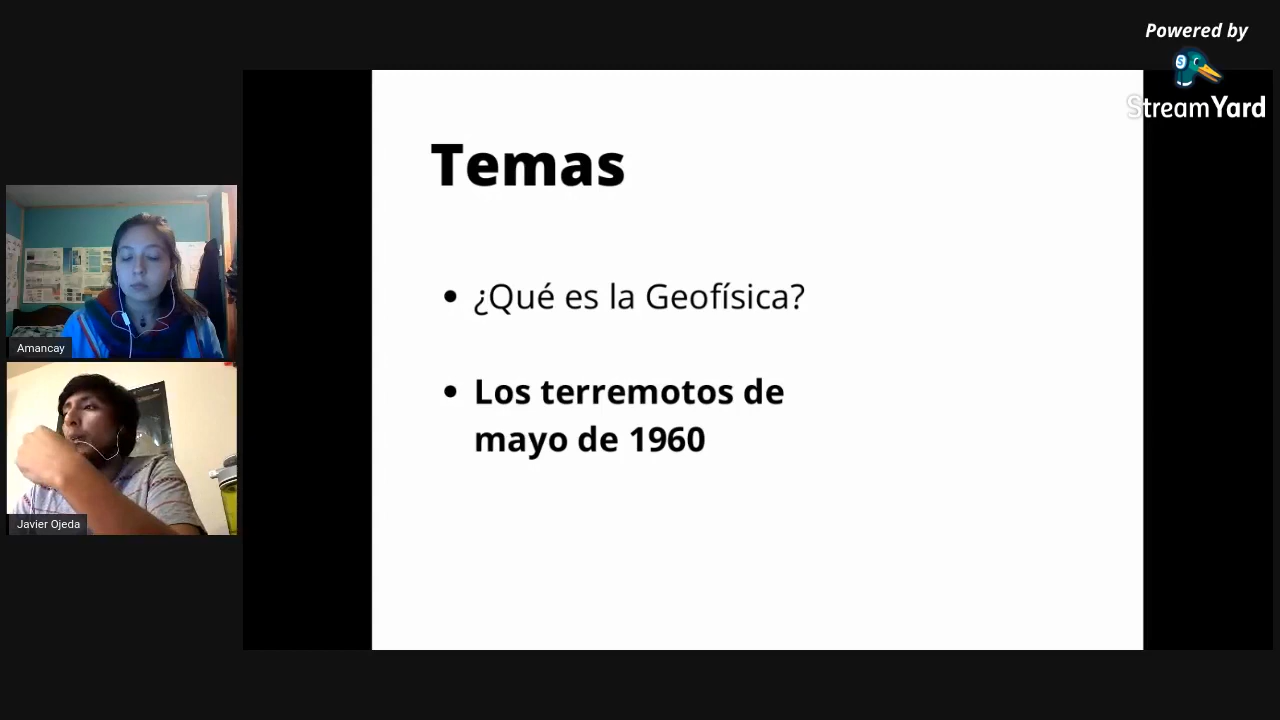 Powered by
StreamYard
Temas
• ¿Qué es la Geofísica?
• Los terremotos de
mayo de 1960
Amancay
Javier Ojeda